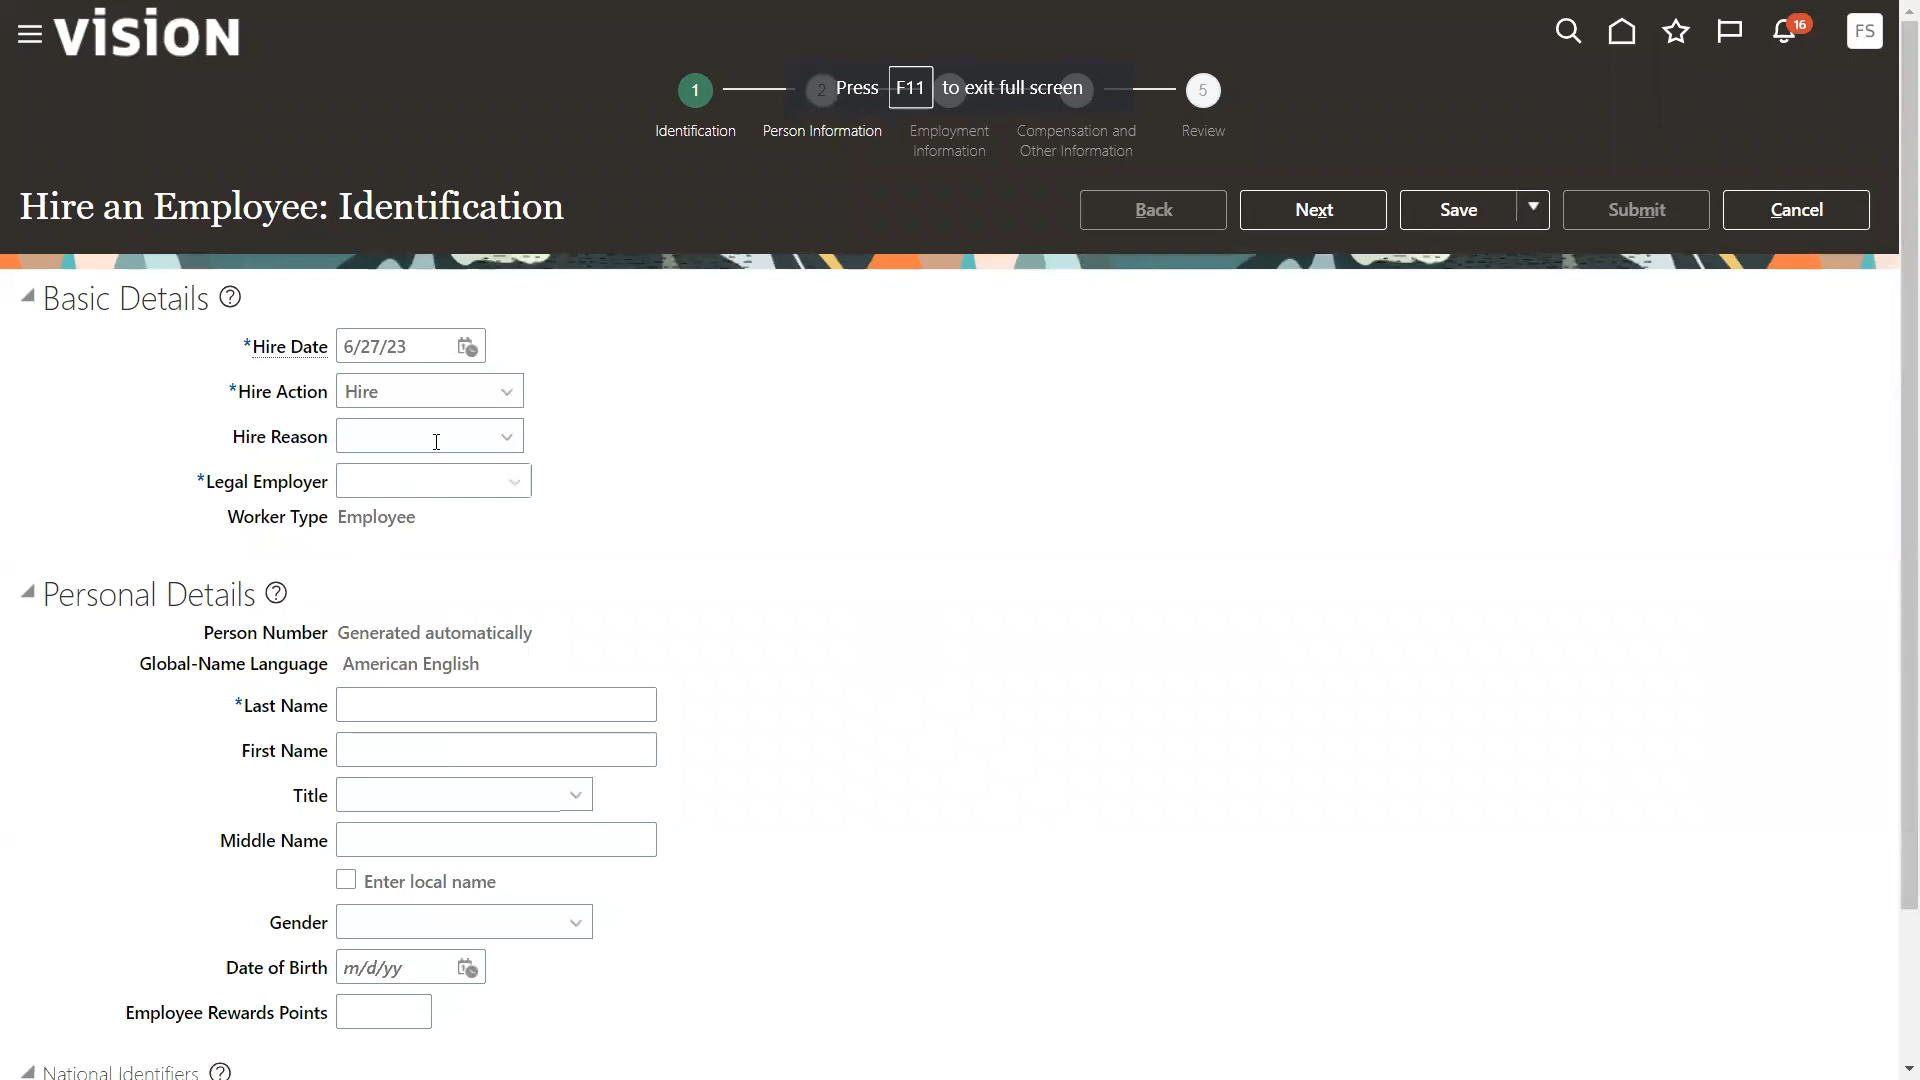 vision
16
FS
1
2
Press F11 to exit full screen
5
Identification
Person Information
Employment
Information
Compensation and
Other Information
Review
Hire an Employee: Identification
Back
Next
Save
Submit
Cancel
Basic Details ?
*Hire Date 6/27/23
*Hire Action Hire
Hire Reason
*Legal Employer
Worker Type Employee
Personal Details ?
Person Number Generated automatically
Global-Name Language American English
*Last Name
First Name
Title
Middle Name
Enter local name
Gender
Date of Birth m/d/yy
Employee Rewards Points
National Identifiers ?